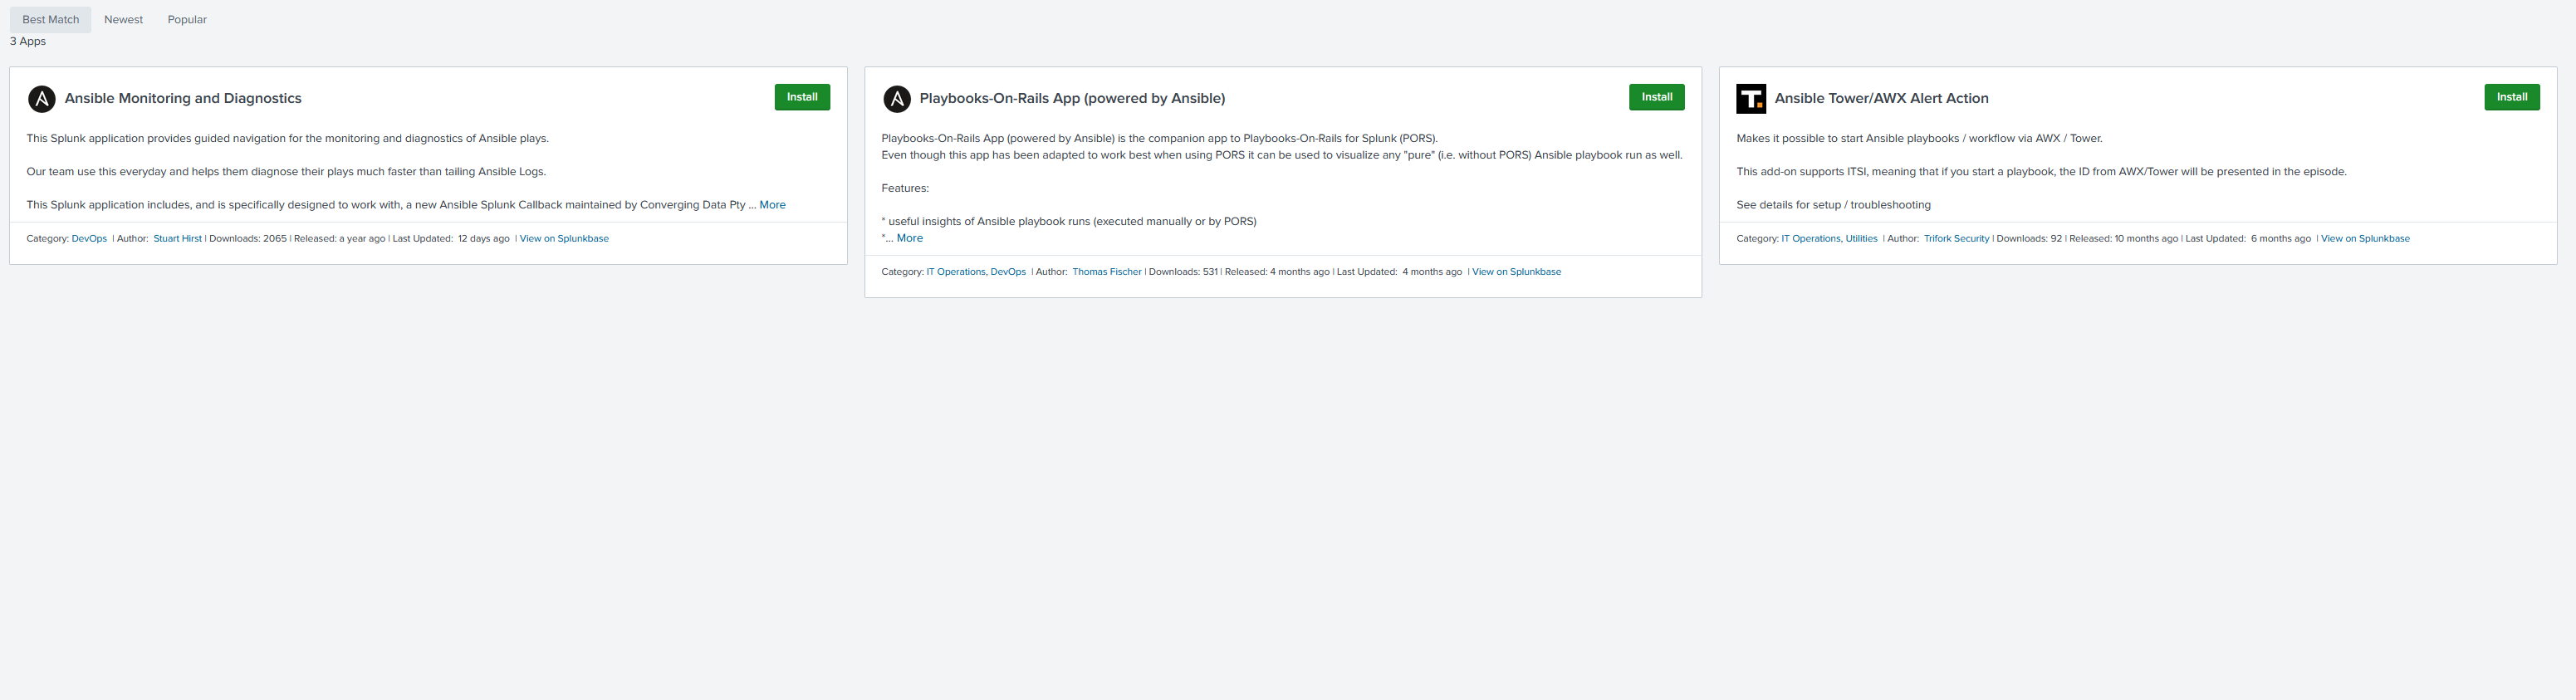 Best Match Newest Popular
3 Apps
Ansible Monitoring and Diagnostics Install
This Splunk application provides guided navigation for the monitoring and diagnostics of Ansible plays.
Our team use this everyday and helps them diagnose their plays much faster than tailing Ansible Logs.
This Splunk application includes, and is specifically designed to work with, a new Ansible Splunk Callback maintained by Converging Data Pty ... More
Category: DevOps | Author: Stuart Hirst | Downloads: 2065 | Released: a year ago | Last Updated: 12 days ago | View on Splunkbase
Playbooks-On-Rails App (powered by Ansible) Install
Playbooks-On-Rails App (powered by Ansible) is the companion app to Playbooks-On-Rails for Splunk (PORS).
Even though this app has been adapted to work best when using PORS it can be used to visualize any "pure" (i.e. without PORS) Ansible playbook run as well.
Features:
* useful insights of Ansible playbook runs (executed manually or by PORS)
*... More
Category: IT Operations, DevOps | Author: Thomas Fischer | Downloads: 531 | Released: 4 months ago | Last Updated: 4 months ago | View on Splunkbase
T. Ansible Tower/AWX Alert Action Install
Makes it possible to start Ansible playbooks / workflow via AWX / Tower.
This add-on supports ITSI, meaning that if you start a playbook, the ID from AWX/Tower will be presented in the episode.
See details for setup / troubleshooting
Category: IT Operations, Utilities | Author: Trifork Security | Downloads: 92 | Released: 10 months ago | Last Updated: 6 months ago | View on Splunkbase